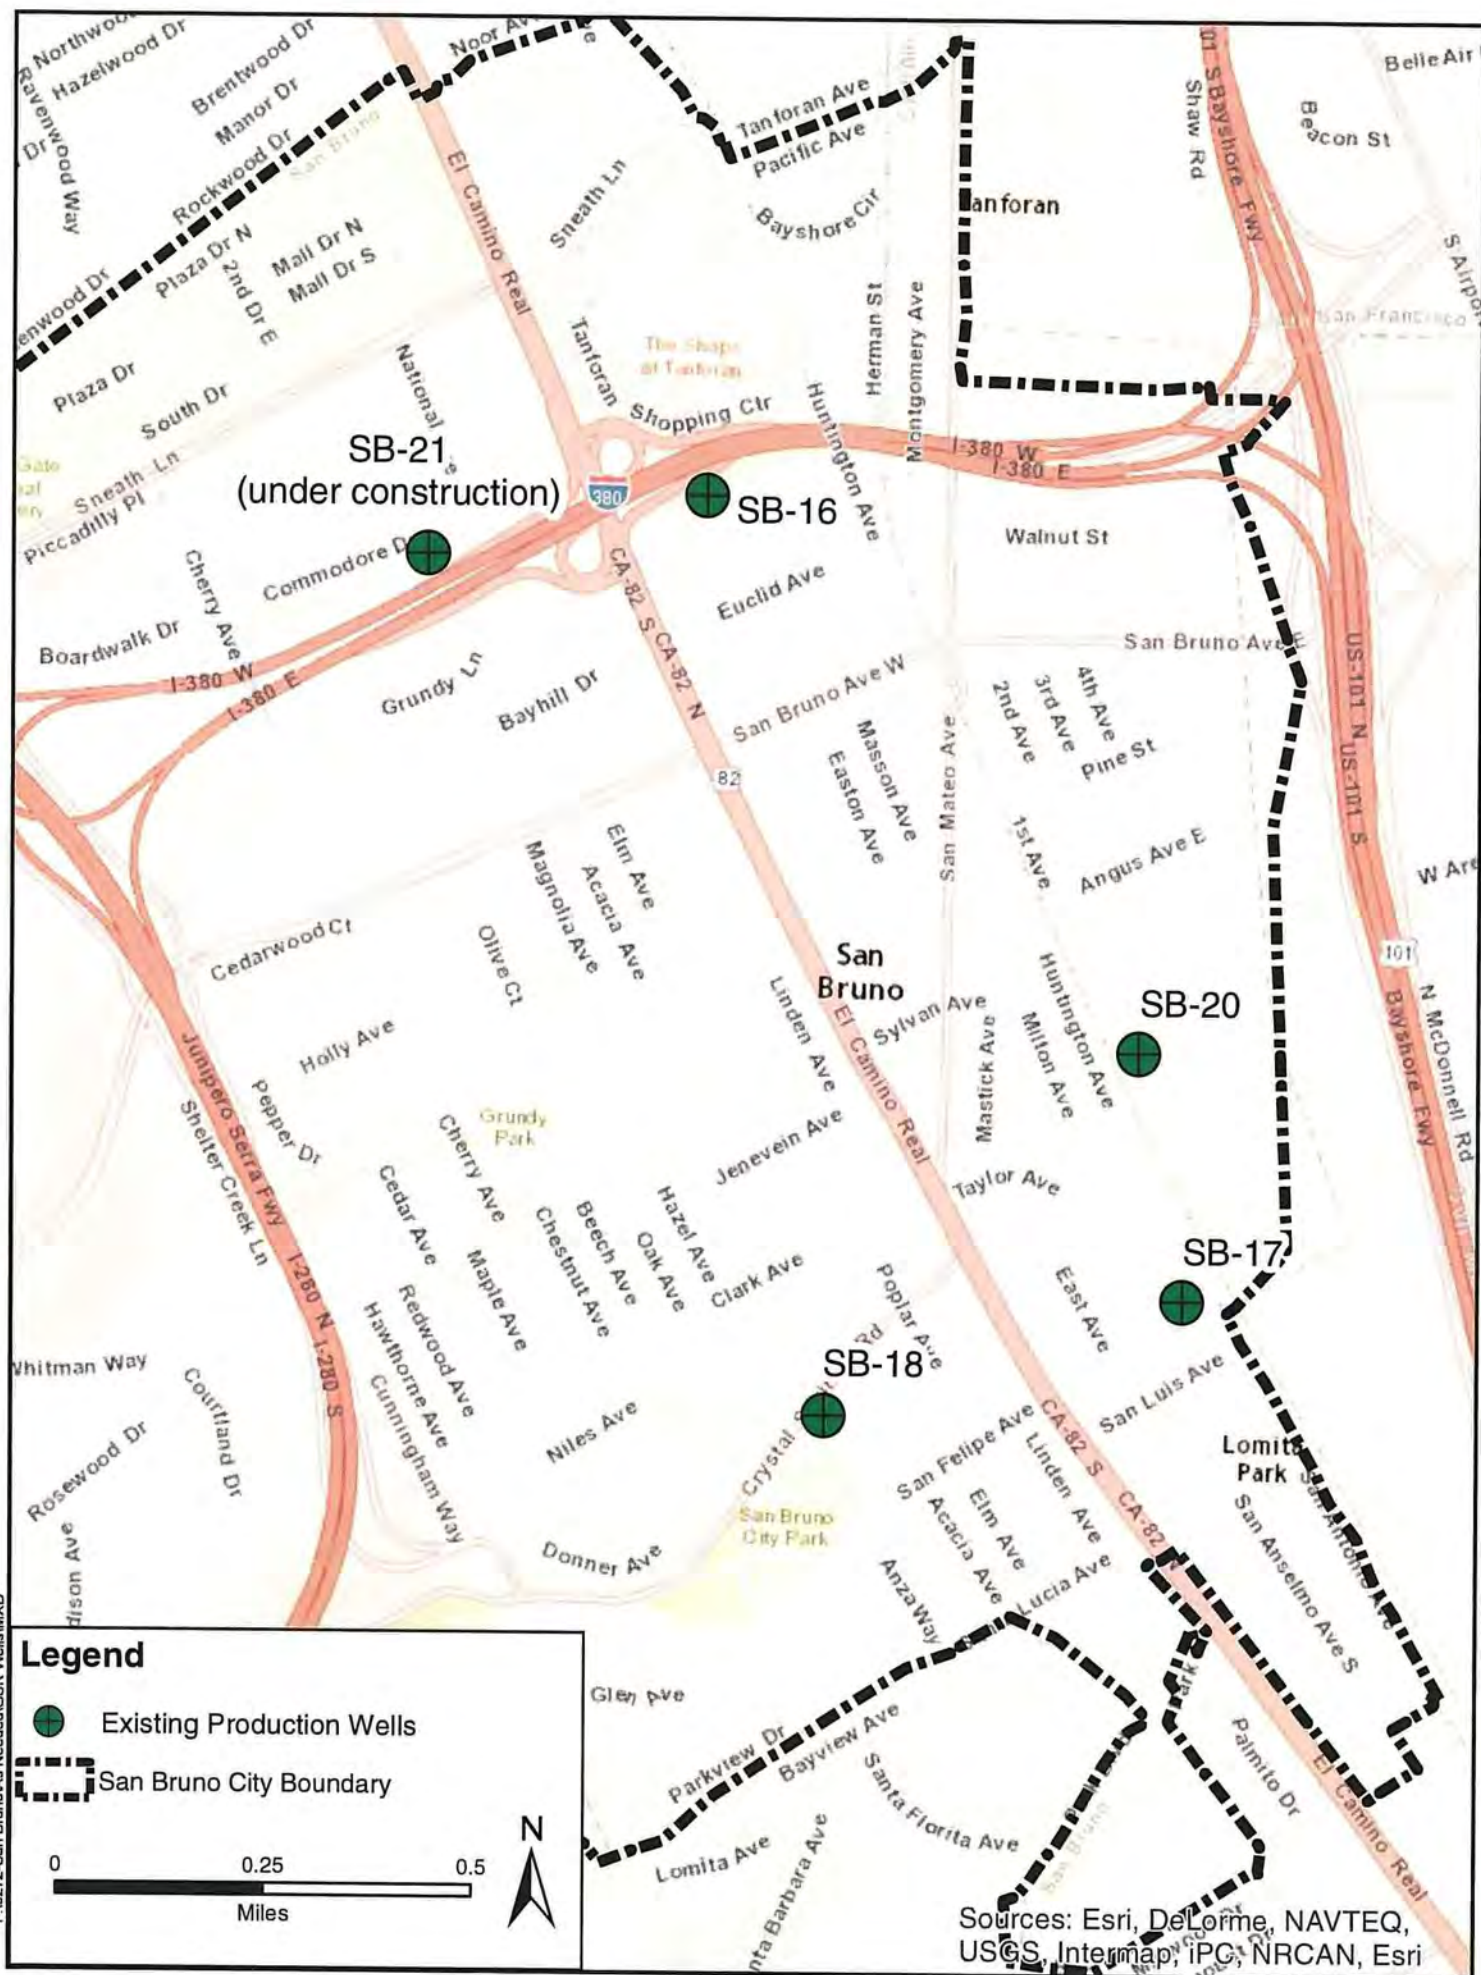 Hazelwood Dr
Brentwood Dr
Noor
Belle Air
Ravenwood Way
Manor Dr
Dr
Rockwood Dr
San Bruno
Tanforan Ave
Pacific Ave
Shaw Rd
101 S Bayshore Fwy
Beacon St
El Camino Real
Sneath Ln
Bayshore Cir
Tanforan
Plaza Dr N
Mall Dr N
Mall Dr S
2nd Dr E
Plaza Dr
South Dr
National
Tanforan
The Shops
at Tanforan
Shopping Ctr
Herman St
Montgomery Ave
Huntington Ave
San Francisco
Sneath Ln
Piccadilly Pl
SB-21
(under construction)
380
SB-16
I-380 W
I-380 E
Walnut St
Cherry Ave
Commodore
Boardwalk Dr
I-380 W
I-380 E
CA-82 S
CA-82 N
Euclid Ave
Grundy Ln
Bayhill Dr
San Bruno Ave W
San Bruno Ave E
82
Masson Ave
Easton Ave
San Mateo Ave
2nd Ave
3rd Ave
4th Ave
Pine St
US-101 N
US-101 S
Elm Ave
Acacia Ave
Magnolia Ave
1st Ave
Angus Ave E
Cedarwood Ct
Olive Ct
San
Bruno
Linden Ave
El Camino Real
Sylvan Ave
Mastick Ave
Milton Ave
Huntington Ave
SB-20
101
N McDonnell Rd
Bayshore Fwy
Junipero Serra Fwy
Holly Ave
Pepper Dr
Shelter Creek Ln
Grundy
Park
Cherry Ave
Cedar Ave
Jenevein Ave
Taylor Ave
Hazel Ave
Oak Ave
Beech Ave
Chestnut Ave
Maple Ave
Clark Ave
Poplar Ave
East Ave
SB-17
I-280 N
I-280 S
Redwood Ave
Hawthorne Ave
Cunningham Way
Whitman Way
Courtland Dr
Rosewood Dr
Niles Ave
SB-18
Crystal
Rd
San Luis Ave
San Felipe Ave
CA-82 S
CA-82 N
Linden Ave
Elm Ave
Acacia Ave
Lomita
Park
San Antonio Ave
San Anselmo Ave S
San Bruno
City Park
Donner Ave
Anza Way
Lucia Ave
Legend
Existing Production Wells
San Bruno City Boundary
N
0 0.25 0.5
Miles
Glen Ave
Parkview Dr
Bayview Ave
Santa Florita Ave
Lomita Ave
Park
Palmito Dr
El Camino Real
San Bruno
Sources: Esri, DeLorme, NAVTEQ,
USGS, Intermap, iPC, NRCAN, Esri